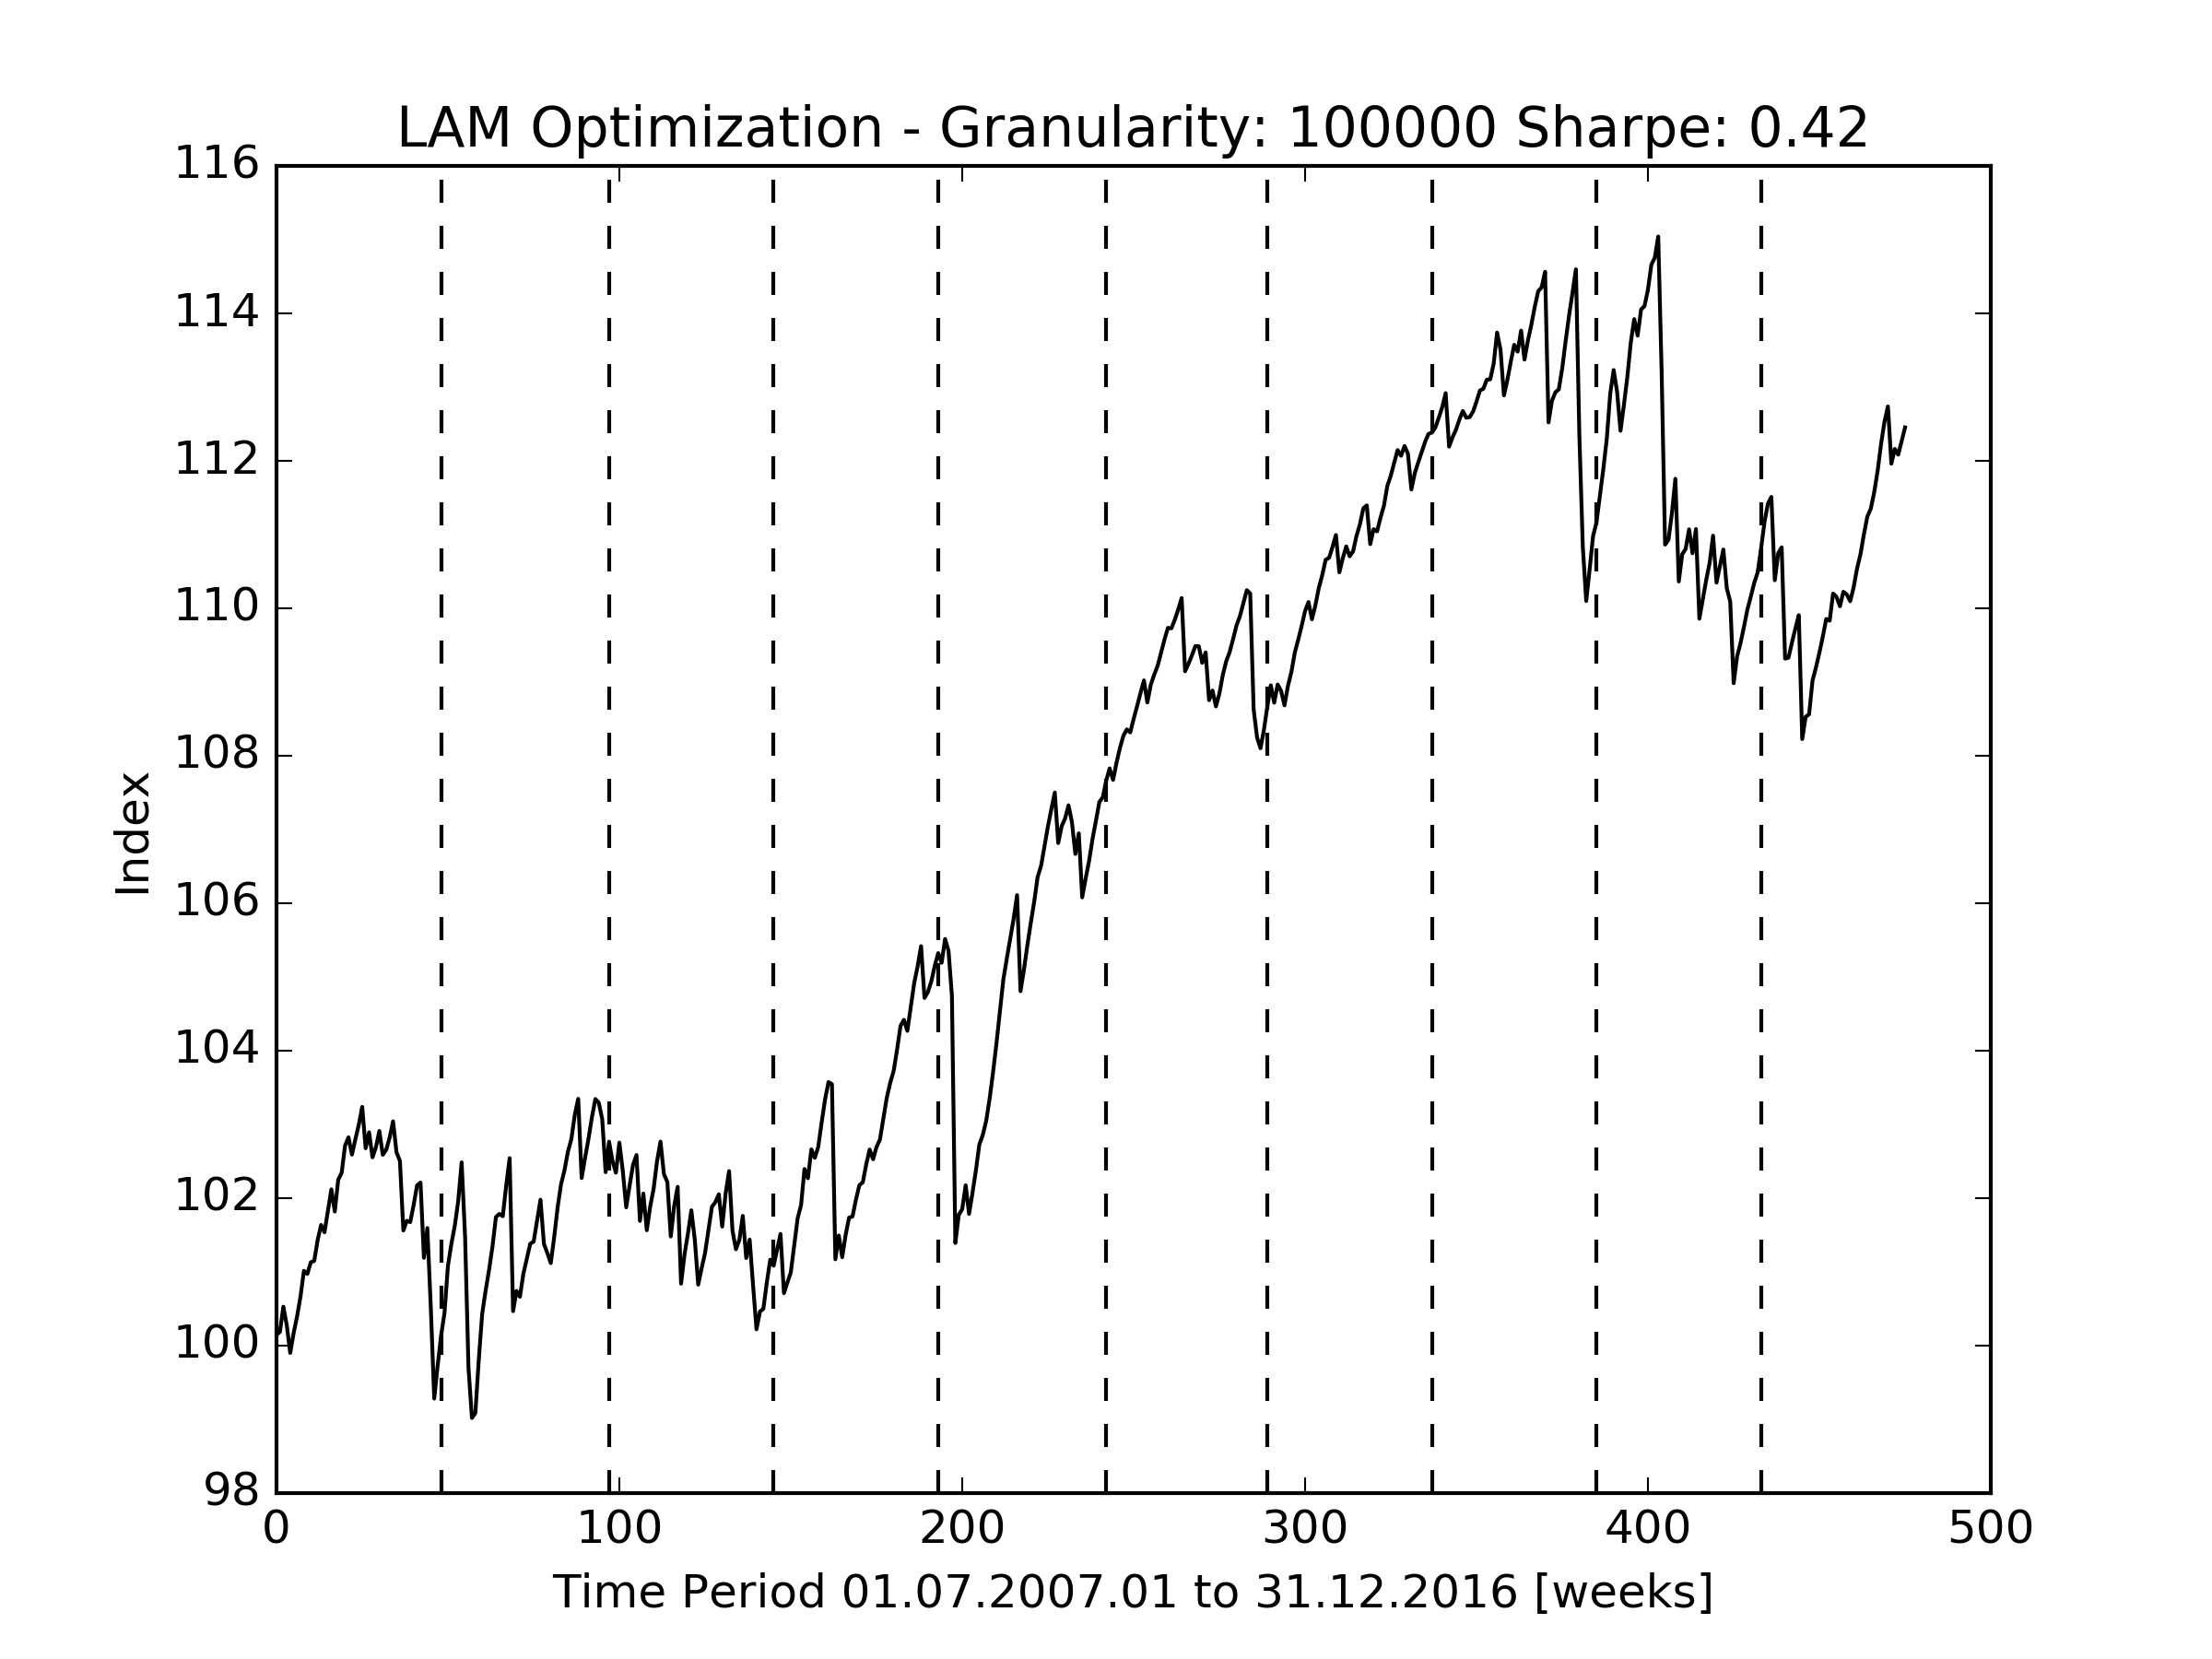 LAM Optimization - Granularity: 100000 Sharpe: 0.42
116
114
112
110
108
106
104
102
100
98
Index
0 100 200 300 400 500
Time Period 01.07.2007.01 to 31.12.2016 [weeks]